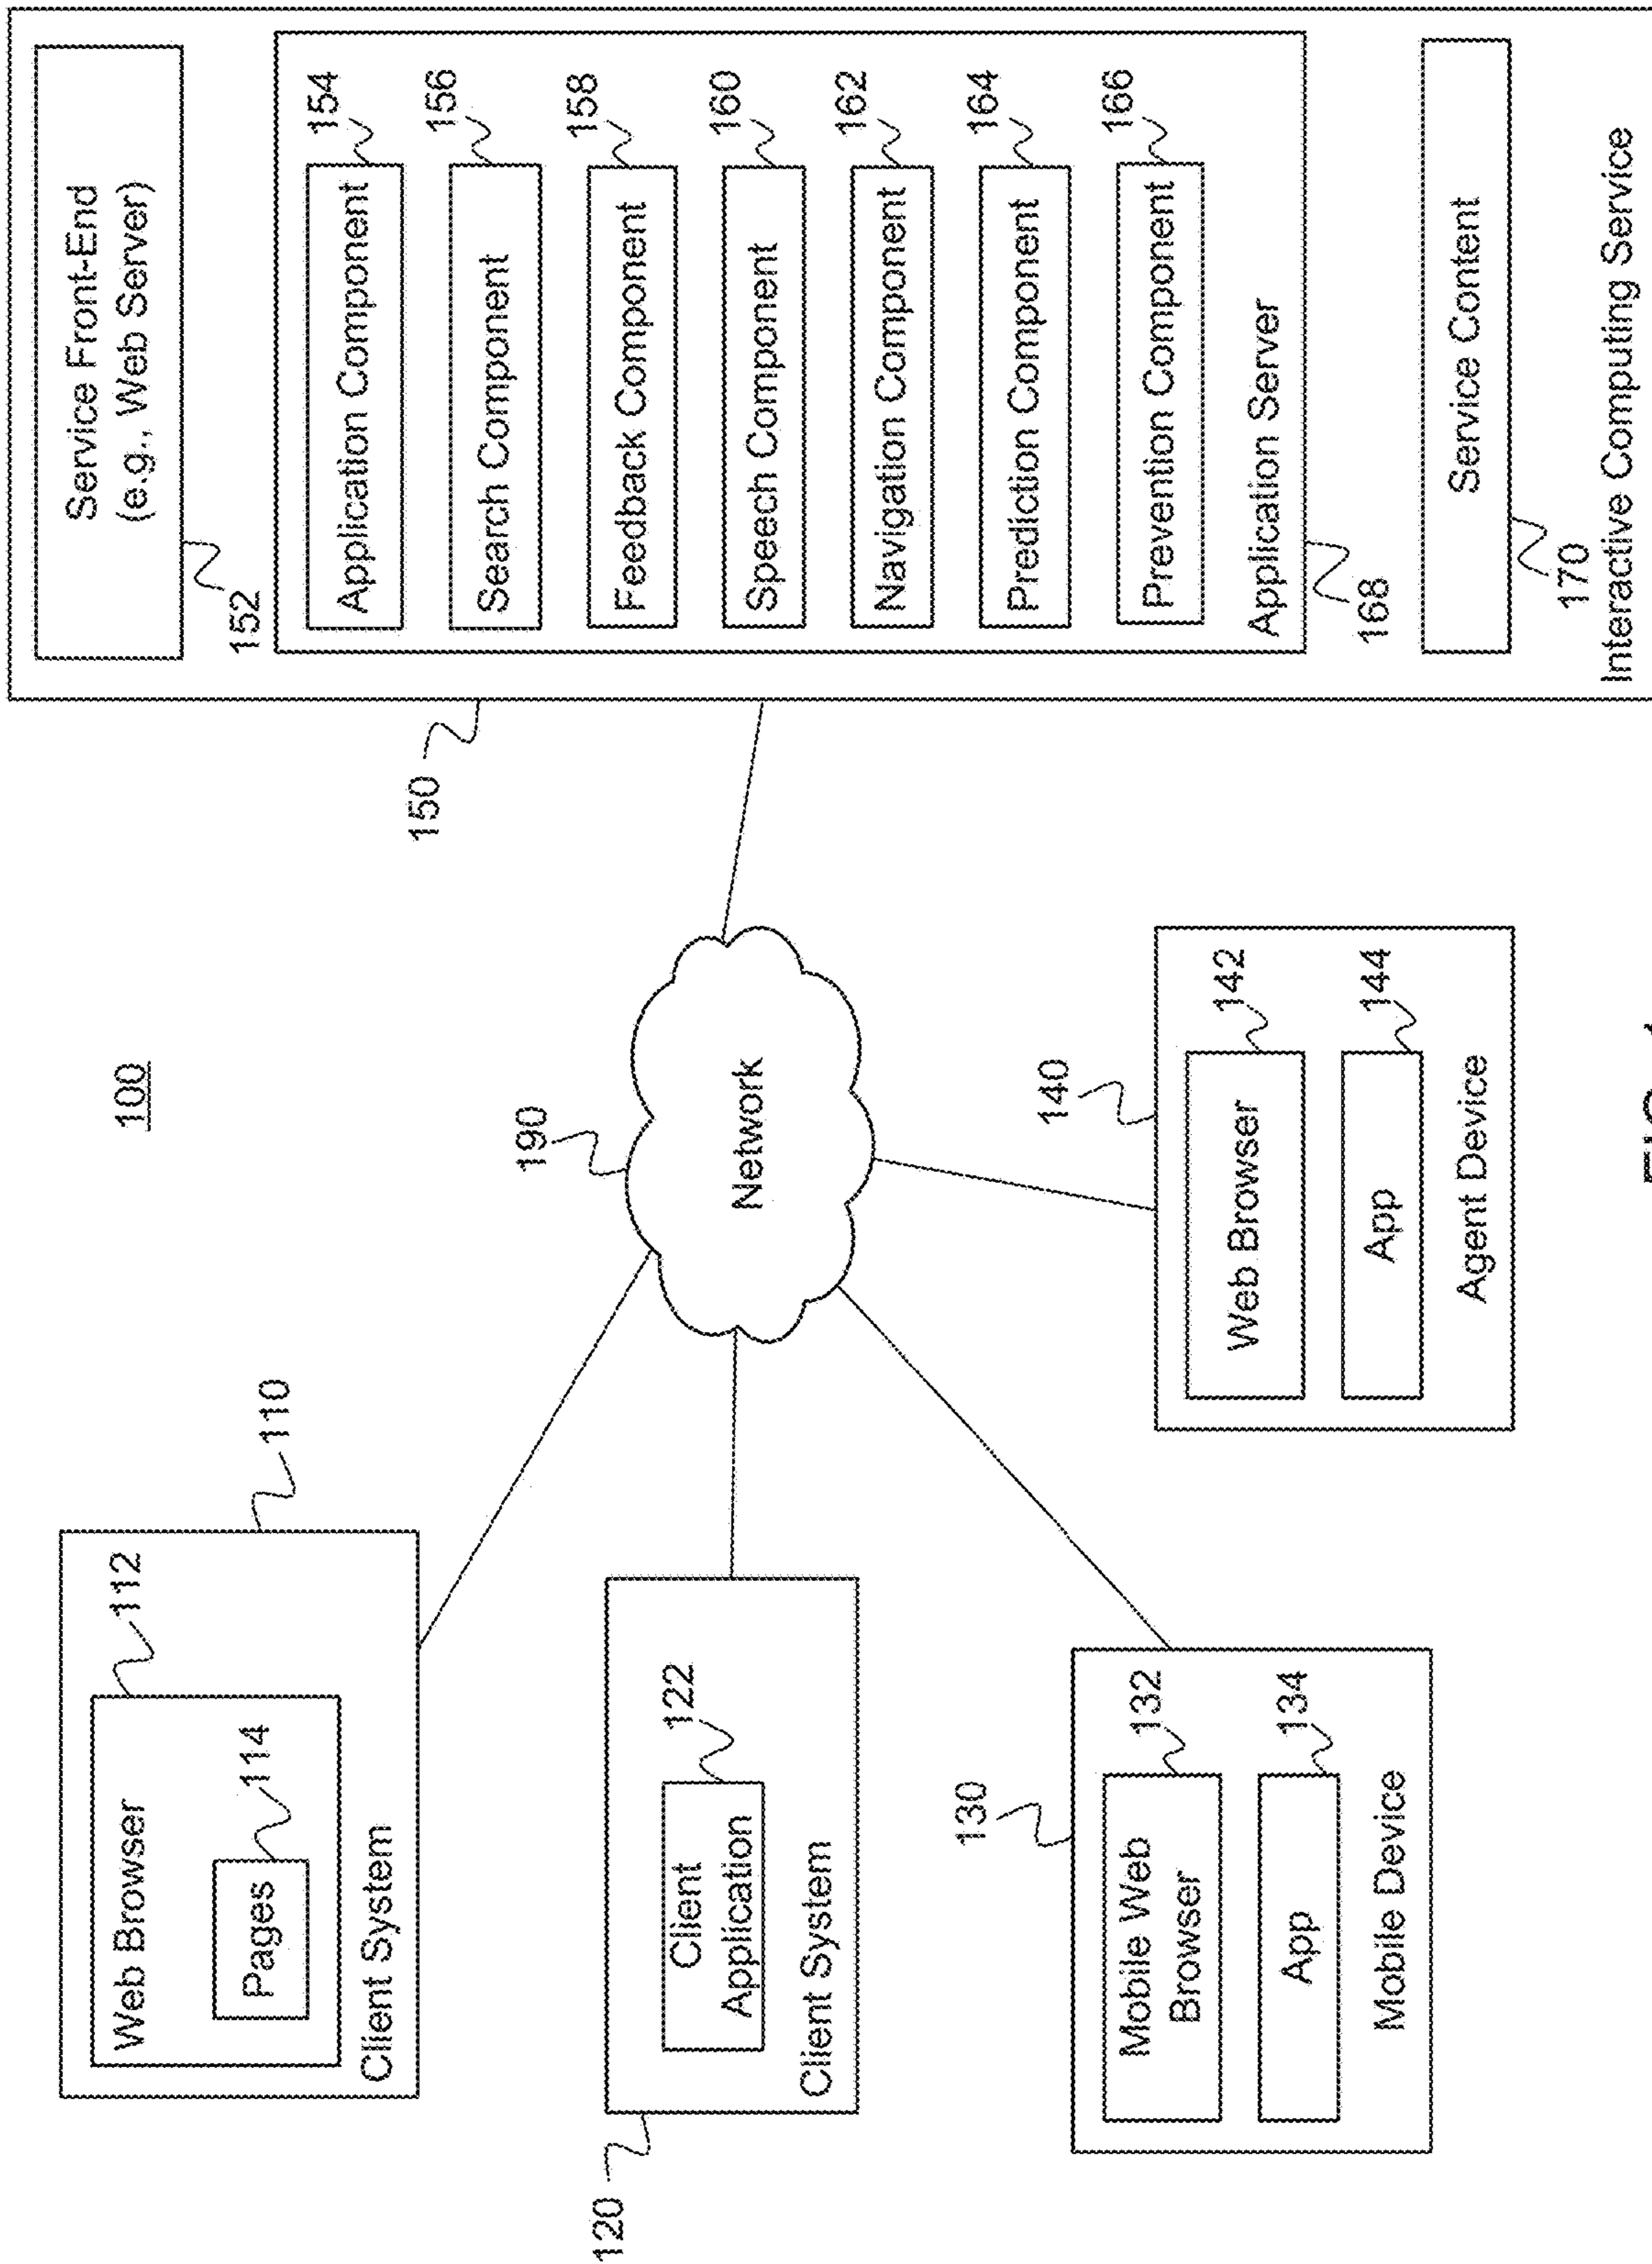 100
110
Web Browser
112
Pages
114
Client System
120
Client
Application
122
Client System
130
Mobile Web
Browser
132
App
134
Mobile Device
190
Network
140
Web Browser
142
App
144
Agent Device
150
Service Front-End
(e.g., Web Server)
152
Application Component
154
Search Component
156
Feedback Component
158
Speech Component
160
Navigation Component
162
Prediction Component
164
Prevention Component
166
Application Server
168
Service Content
170
Interactive Computing Service